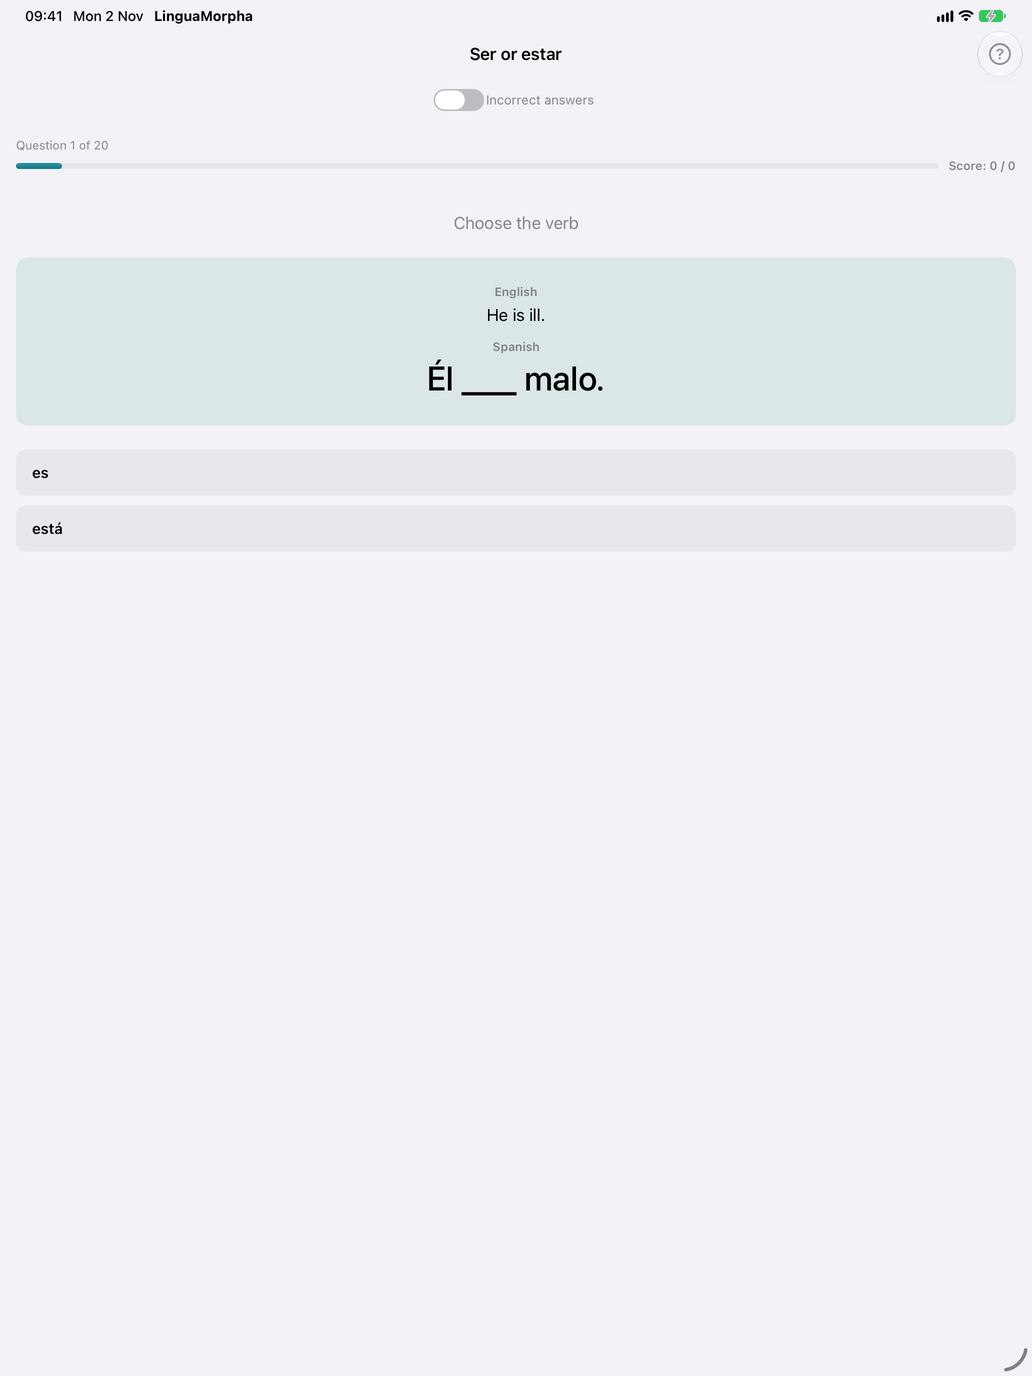 09:41 Mon 2 Nov LinguaMorpha
Ser or estar
?
Incorrect answers
Question 1 of 20
Score: 0 / 0
Choose the verb
English
He is ill.
Spanish
Él ____ malo.
es
está